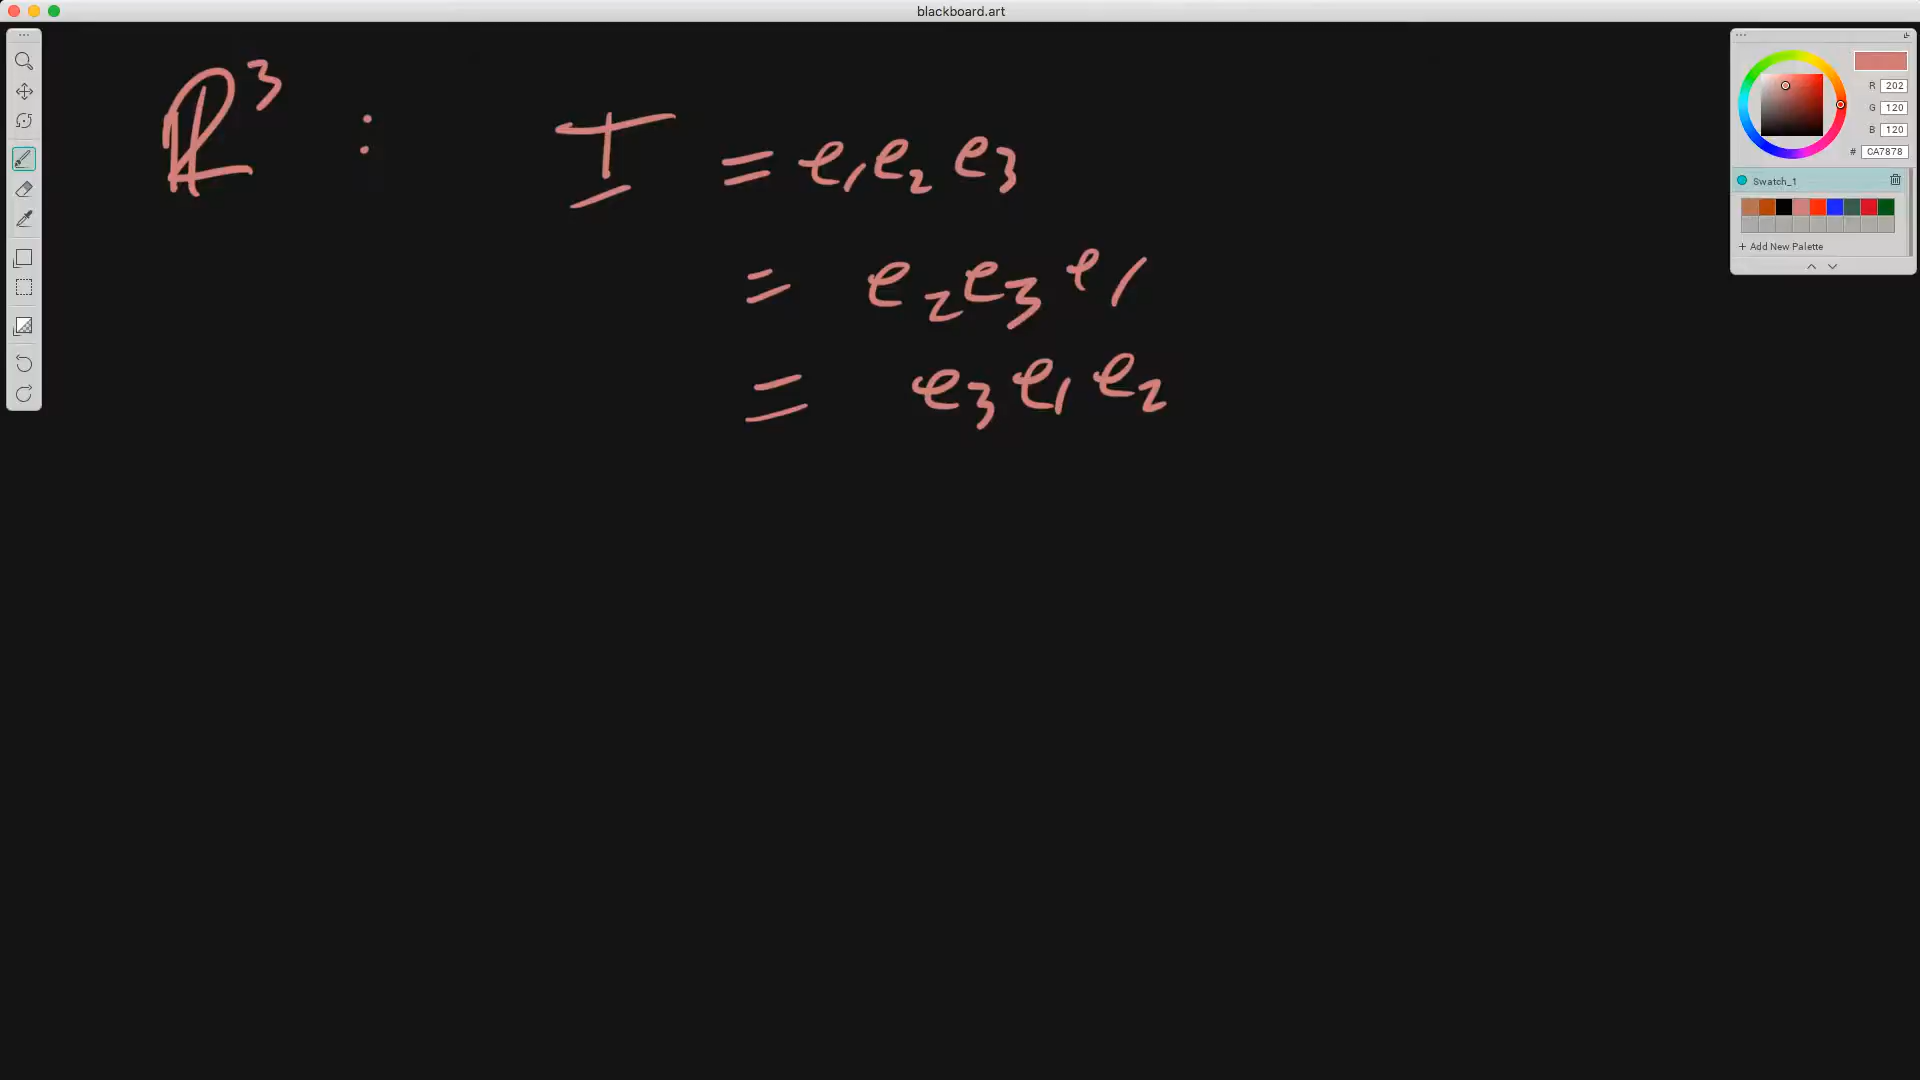 blackboard.art
ℝ³ : I = e₁e₂e₃
= e₂e₃e₁
= e₃e₁e₂
R 202
G 120
B 120
# CA7878
Swatch_1
+ Add New Palette